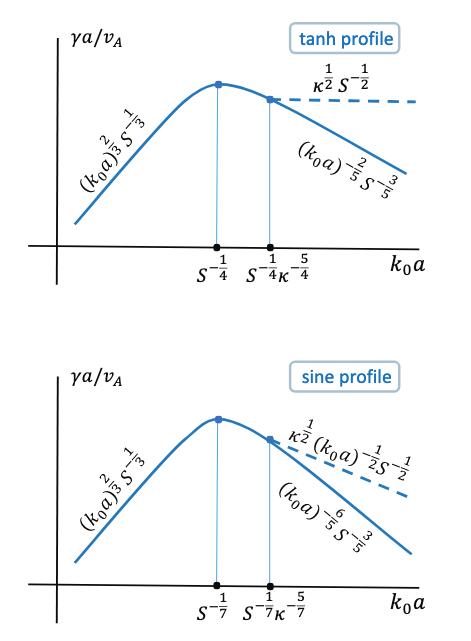 γa/v_A
tanh profile
κ^{1/2} S^{-1/2}
(k_0a)^{2/3} S^{-1/3}
(k_0a)^{-2/5} S^{-3/5}
S^{-1/4}
S^{-1/4} κ^{-5/4}
k_0a
γa/v_A
sine profile
κ^{1/2} (k_0a)^{-1/2} S^{-1/2}
(k_0a)^{2/3} S^{-1/3}
(k_0a)^{-6/5} S^{-3/5}
S^{-1/7}
S^{-1/7} κ^{-5/7}
k_0a